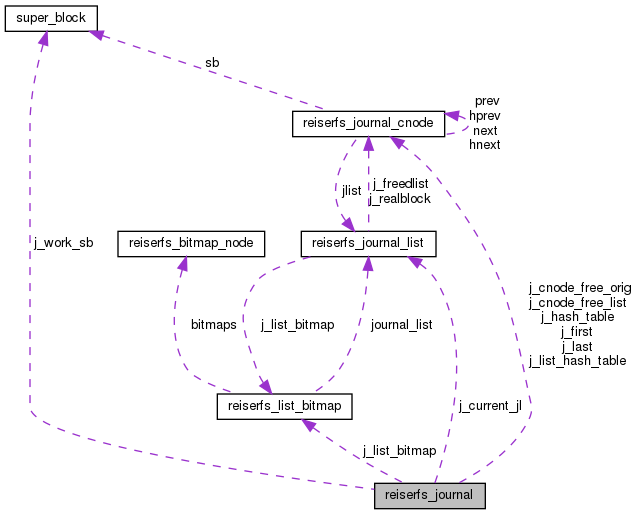 super_block
sb
prev
hprev
next
hnext
reiserfs_journal_cnode
jlist
j_freedlist
j_realblock
j_work_sb
reiserfs_bitmap_node
reiserfs_journal_list
j_cnode_free_orig
j_cnode_free_list
j_hash_table
j_first
j_last
j_list_hash_table
bitmaps
j_list_bitmap
journal_list
reiserfs_list_bitmap
j_current_jl
j_list_bitmap
reiserfs_journal